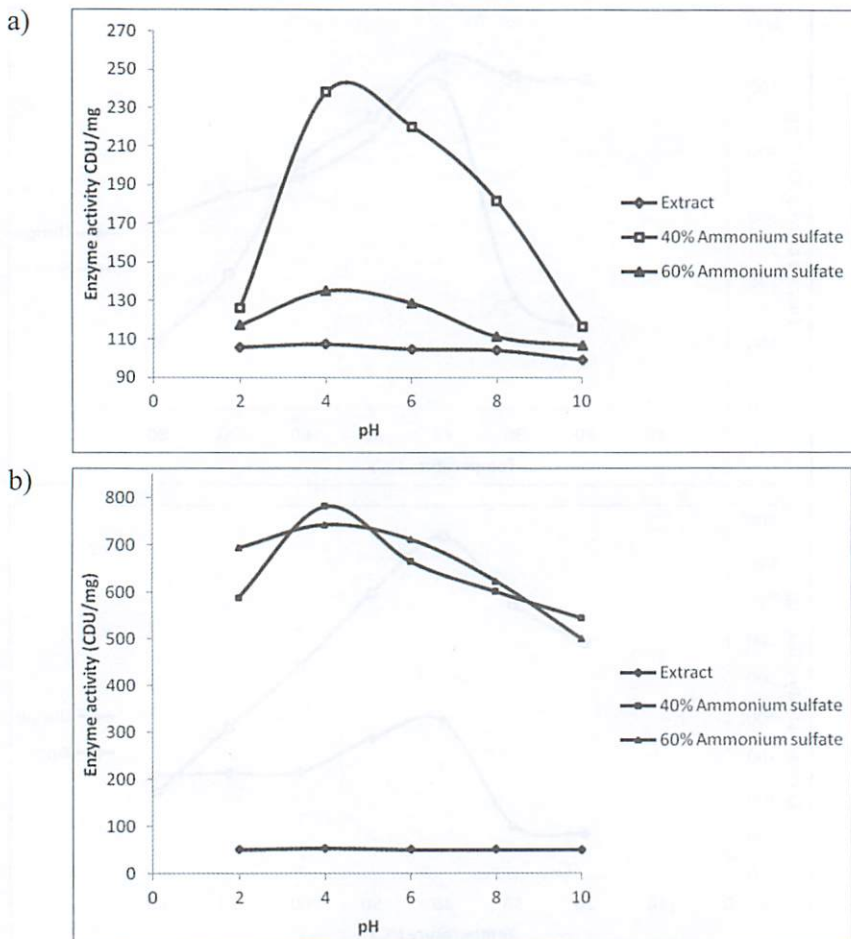 a)
270
250
230
210
190
170
150
130
110
90
Enzyme activity CDU/mg
0 2 4 6 8 10
pH
Extract
40% Ammonium sulfate
60% Ammonium sulfate
b)
800
700
600
500
400
300
200
100
0
Enzyme activity (CDU/mg)
0 2 4 6 8 10
pH
Extract
40% Ammonium sulfate
60% Ammonium sulfate